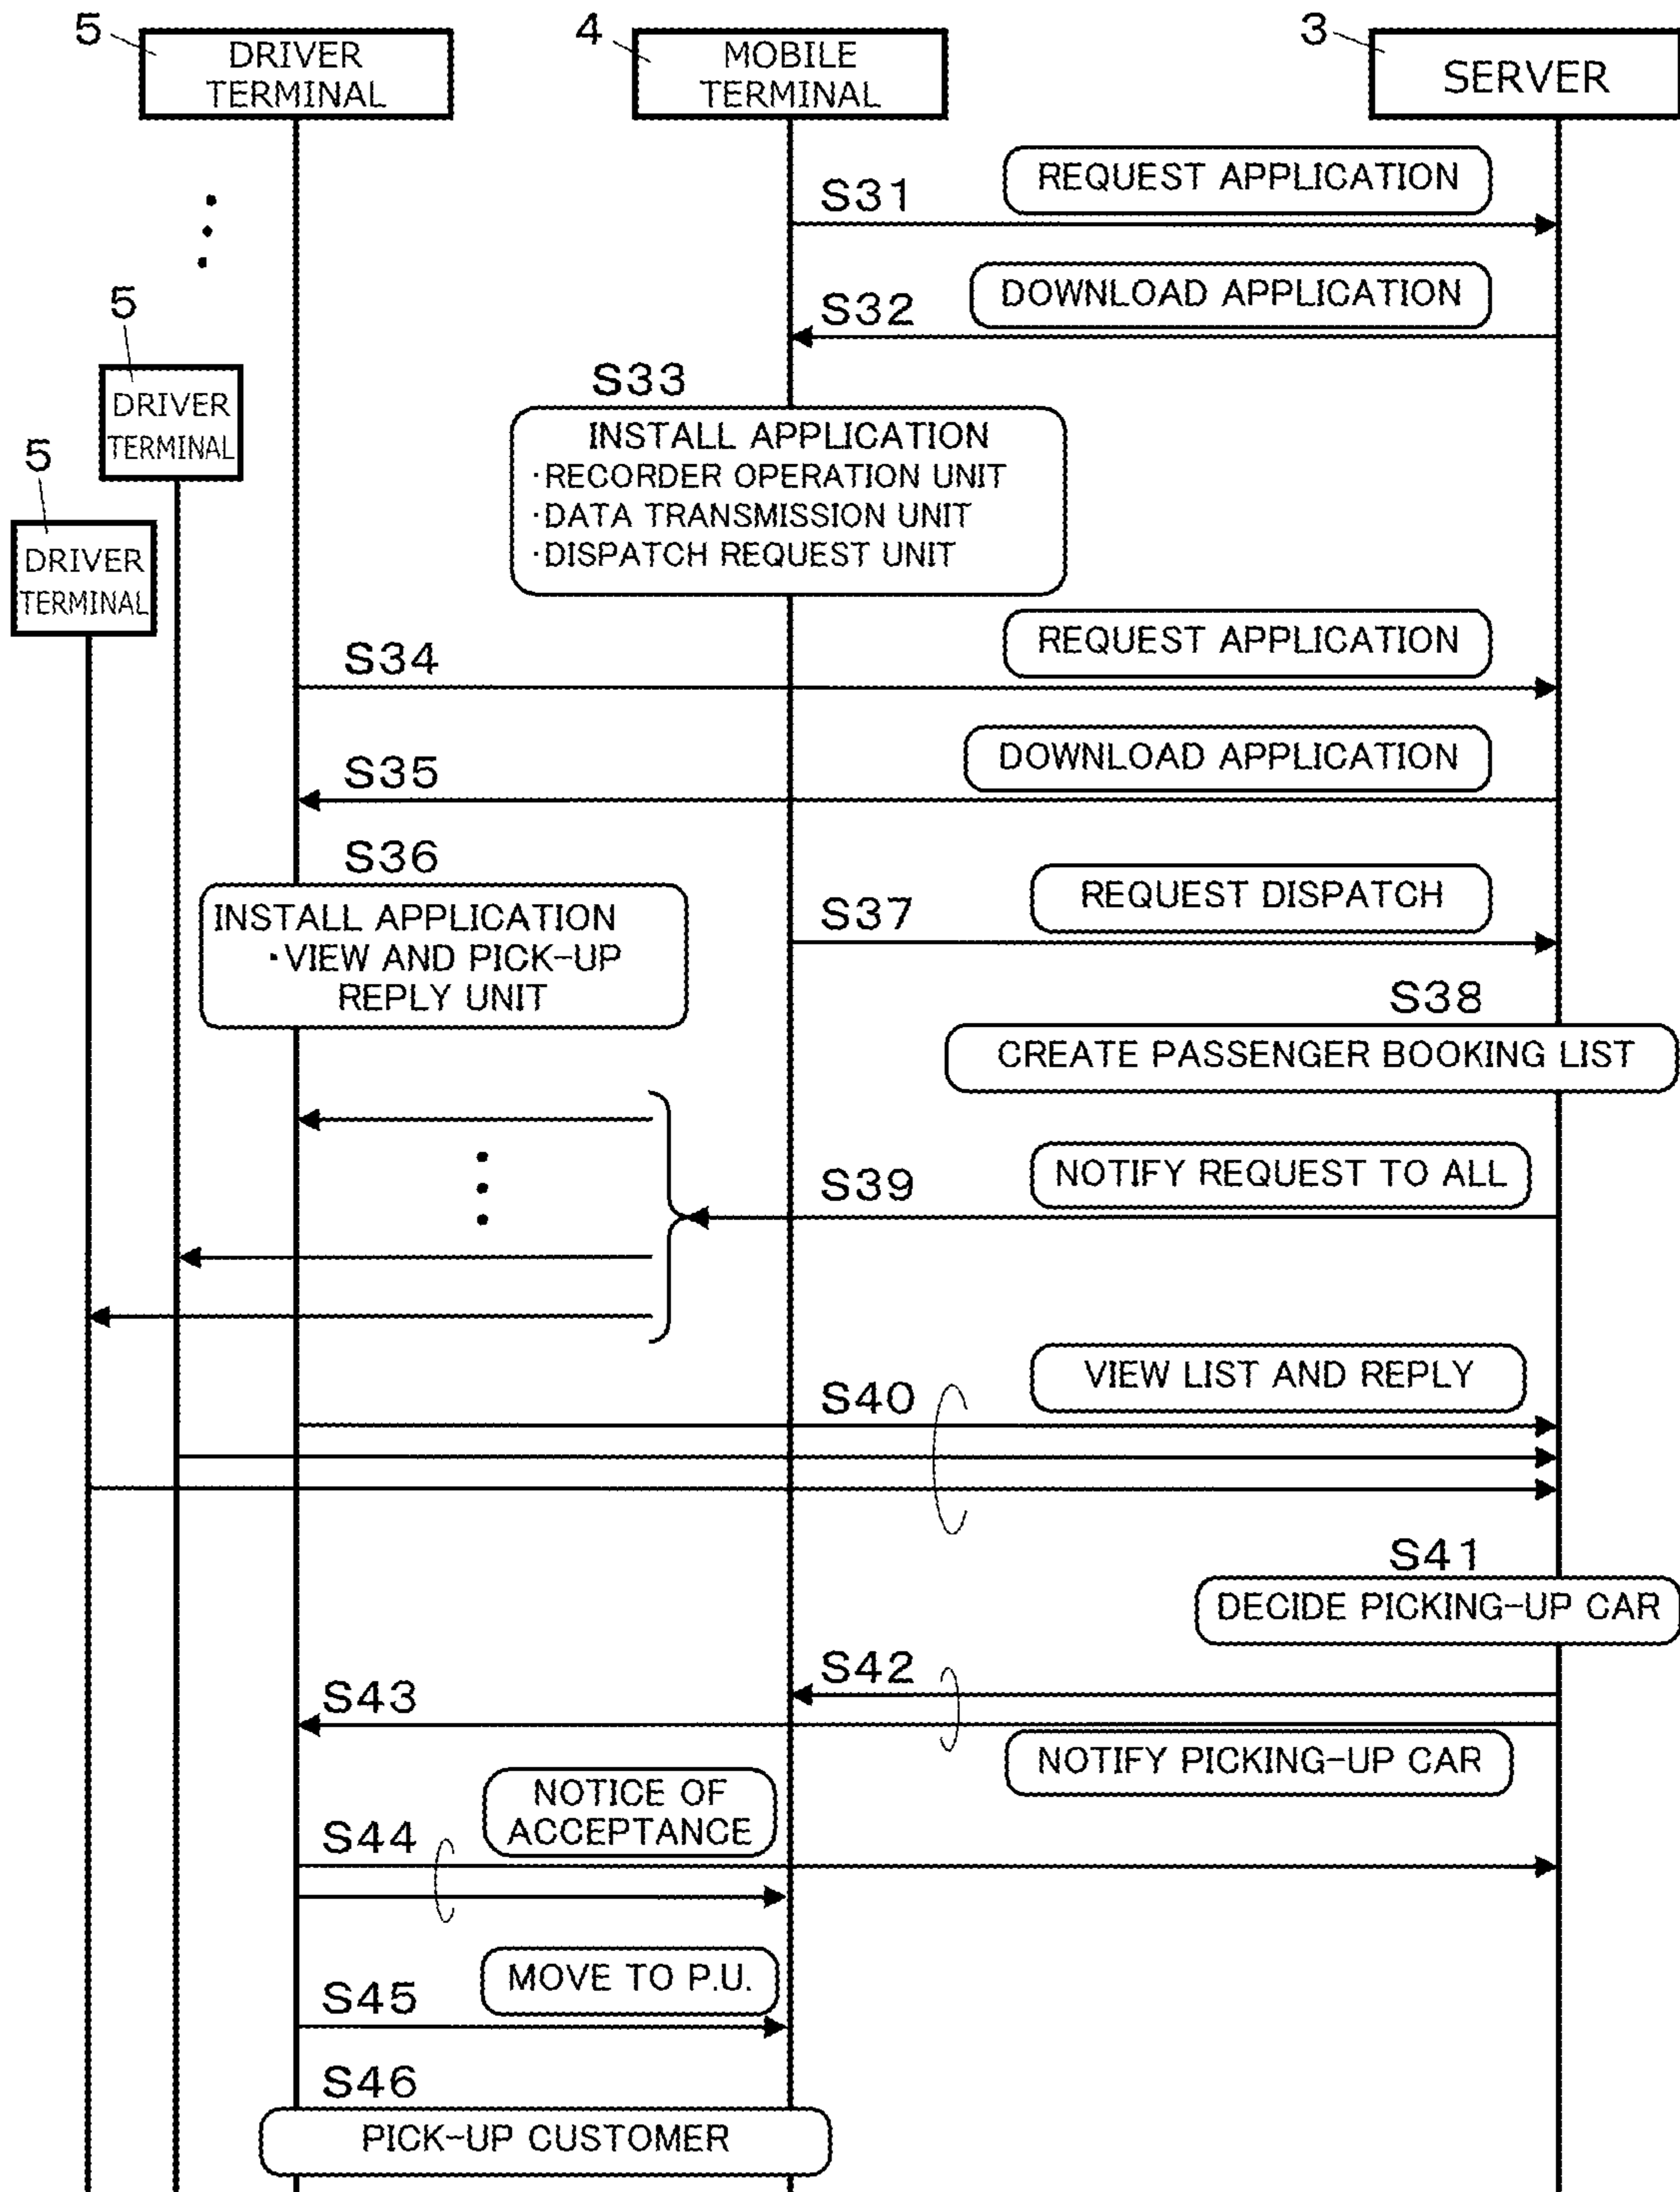 5
DRIVER
TERMINAL
4
MOBILE
TERMINAL
3
SERVER
S31
REQUEST APPLICATION
S32
DOWNLOAD APPLICATION
5
DRIVER
TERMINAL
5
DRIVER
TERMINAL
S33
INSTALL APPLICATION
·RECORDER OPERATION UNIT
·DATA TRANSMISSION UNIT
·DISPATCH REQUEST UNIT
S34
REQUEST APPLICATION
S35
DOWNLOAD APPLICATION
S36
INSTALL APPLICATION
·VIEW AND PICK-UP
REPLY UNIT
S37
REQUEST DISPATCH
S38
CREATE PASSENGER BOOKING LIST
S39
NOTIFY REQUEST TO ALL
S40
VIEW LIST AND REPLY
S41
DECIDE PICKING-UP CAR
S42
S43
NOTIFY PICKING-UP CAR
S44
NOTICE OF
ACCEPTANCE
S45
MOVE TO P.U.
S46
PICK-UP CUSTOMER